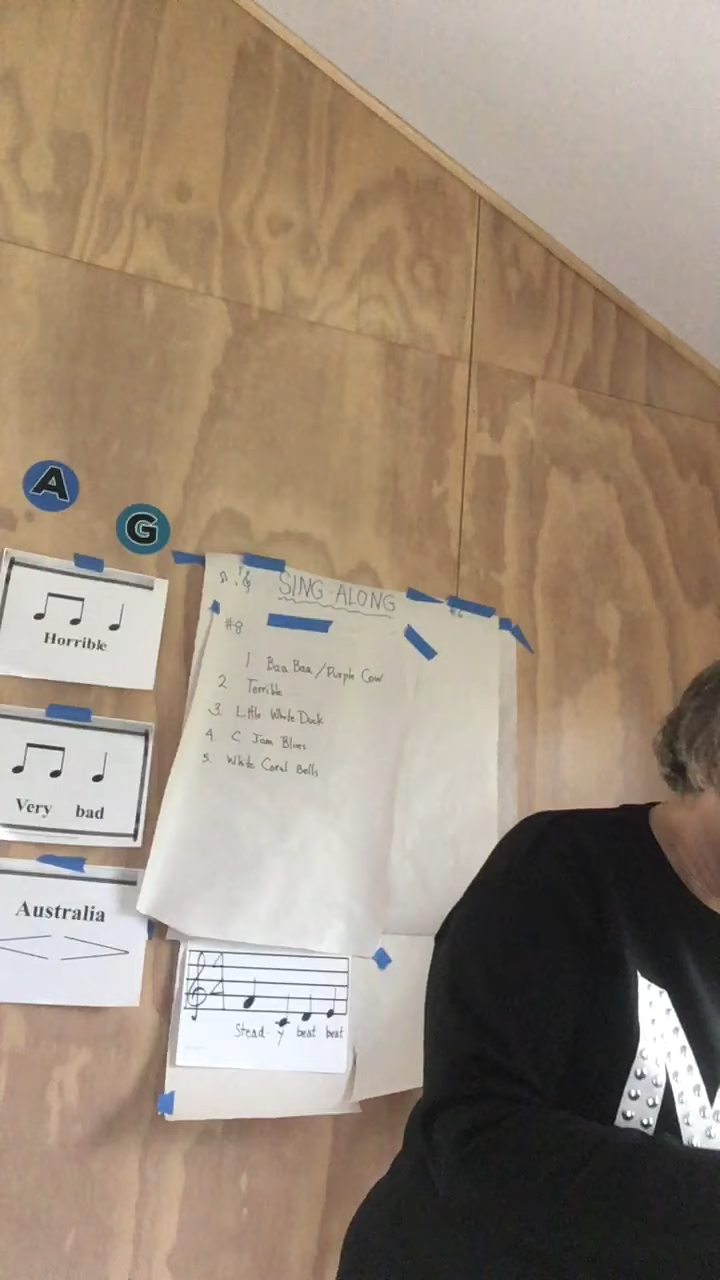 A
G
Horrible
Very bad
Australia
SING-ALONG
#8
1 Baa Baa / Purple Cow
2 Terrible
3. Little White Duck
4. C Jam Blues
5. White Coral Bells
Stead-y beat beat